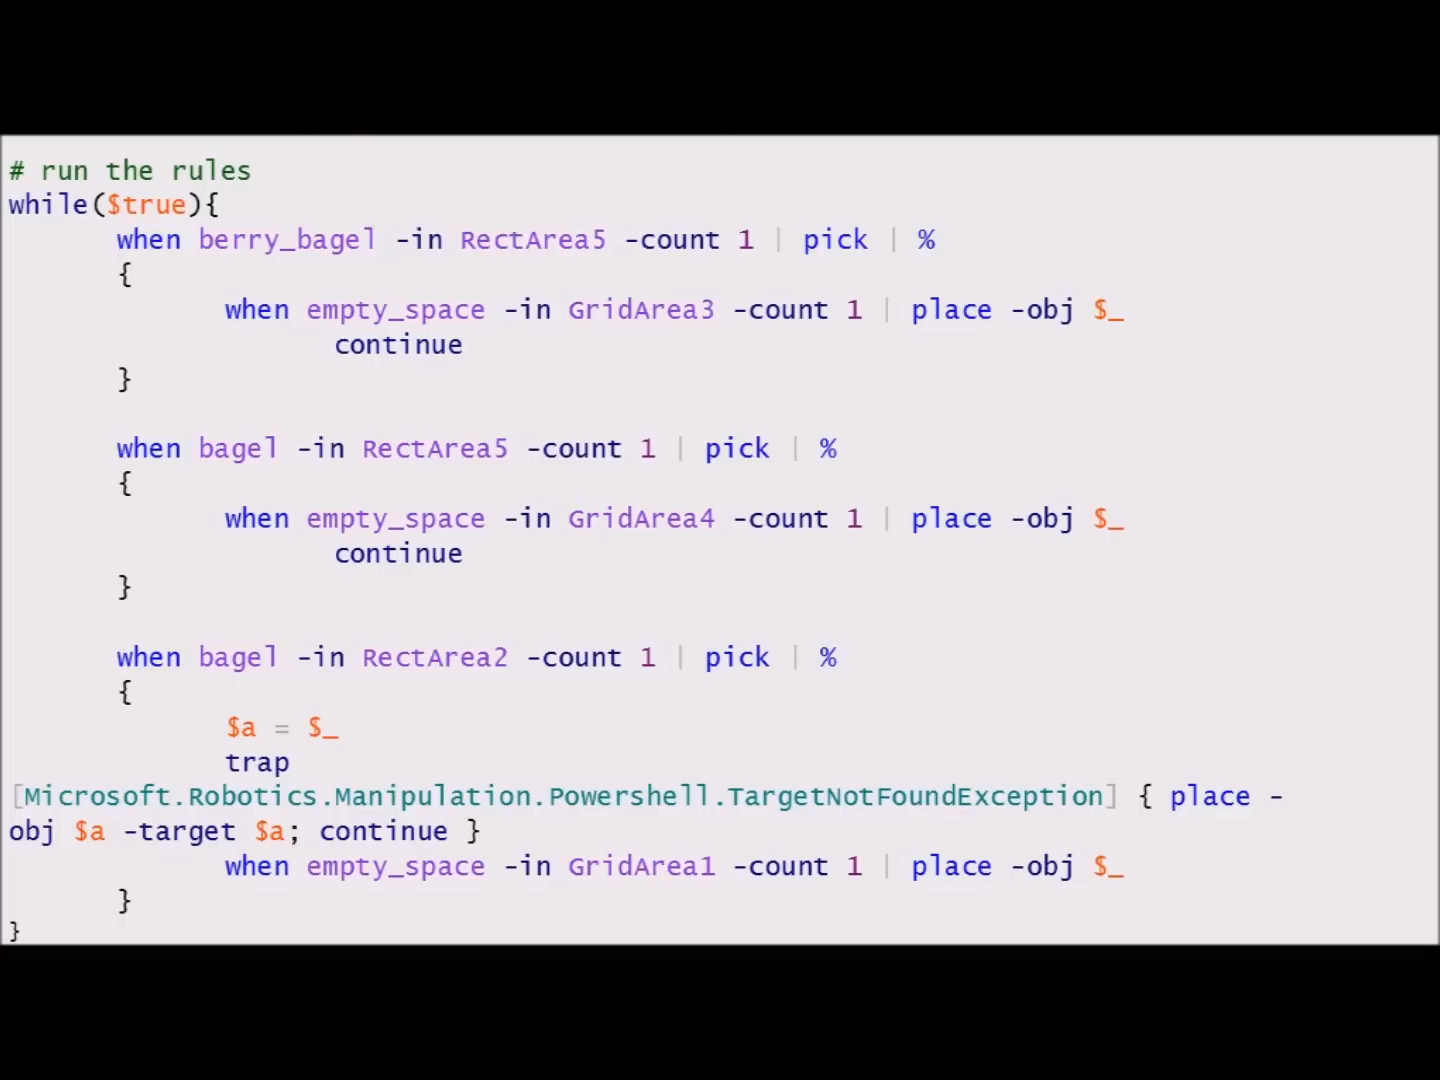 # run the rules
while($true){
when berry_bagel -in RectArea5 -count 1 | pick | %
{
when empty_space -in GridArea3 -count 1 | place -obj $_
continue
}
when bagel -in RectArea5 -count 1 | pick | %
{
when empty_space -in GridArea4 -count 1 | place -obj $_
continue
}
when bagel -in RectArea2 -count 1 | pick | %
{
$a = $_
trap
[Microsoft.Robotics.Manipulation.Powershell.TargetNotFoundException] { place -
obj $a -target $a; continue }
when empty_space -in GridArea1 -count 1 | place -obj $_
}
}